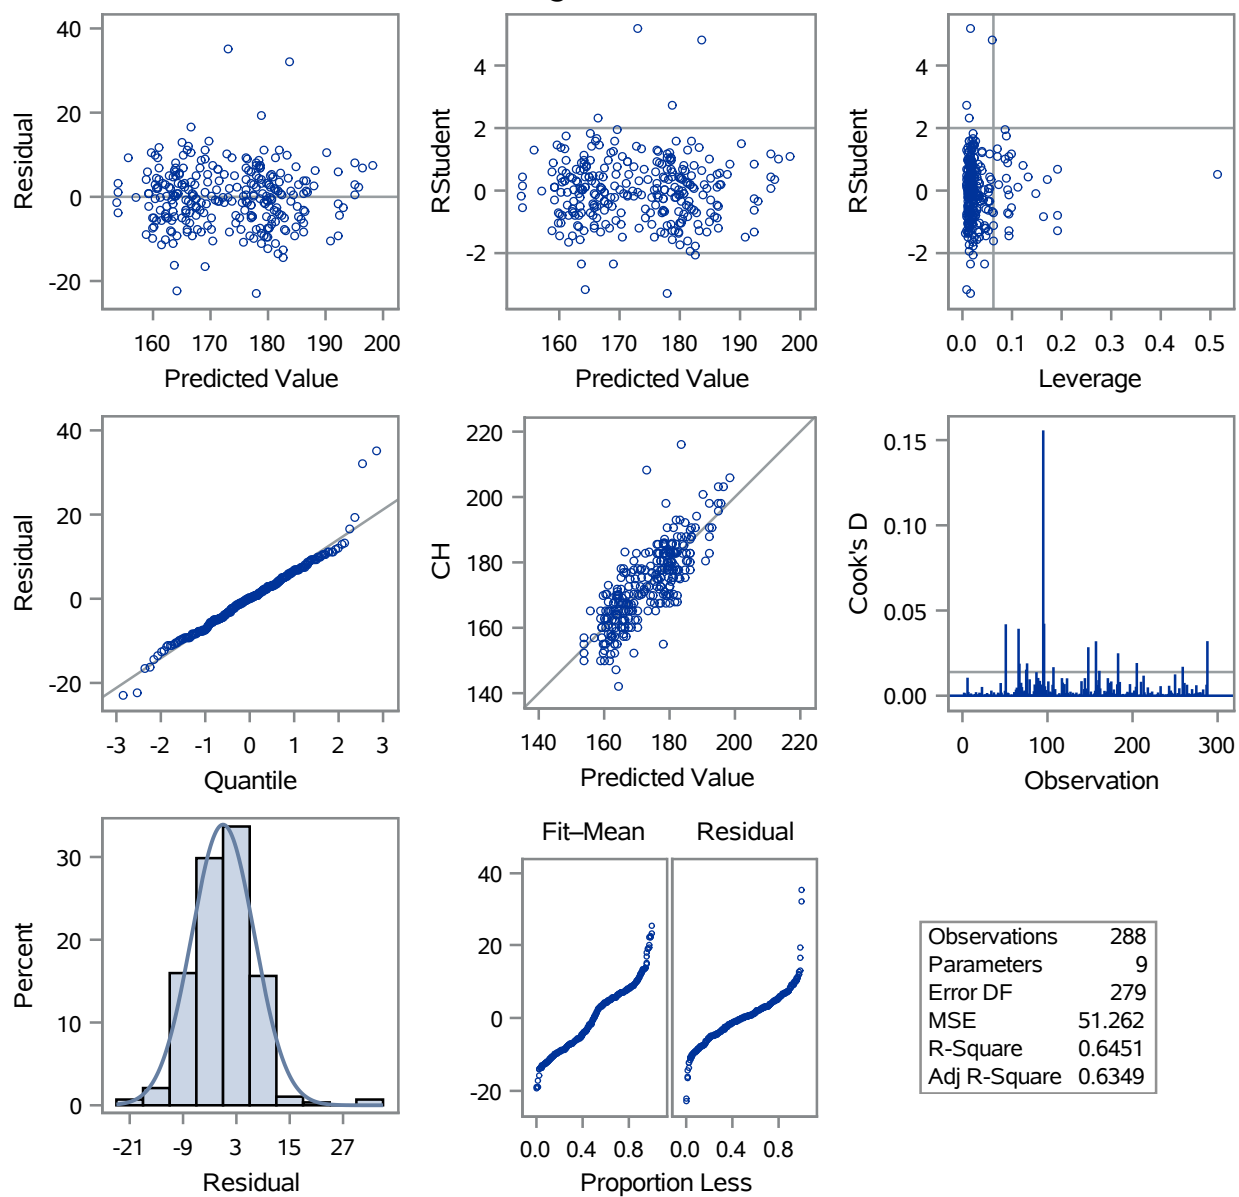 40
20
0
-20
Residual
160 170 180 190 200
Predicted Value
4
2
0
-2
RStudent
160 170 180 190 200
Predicted Value
4
2
0
-2
RStudent
0.0 0.1 0.2 0.3 0.4 0.5
Leverage
40
20
0
-20
Residual
-3 -2 -1 0 1 2 3
Quantile
220
200
180
160
140
CH
140 160 180 200 220
Predicted Value
0.15
0.10
0.05
0.00
Cook's D
0 100 200 300
Observation
30
20
10
0
Percent
-21 -9 3 15 27
Residual
Fit–Mean Residual
40
20
0
-20
0.0 0.4 0.8 0.0 0.4 0.8
Proportion Less
Observations 288
Parameters 9
Error DF 279
MSE 51.262
R-Square 0.6451
Adj R-Square 0.6349